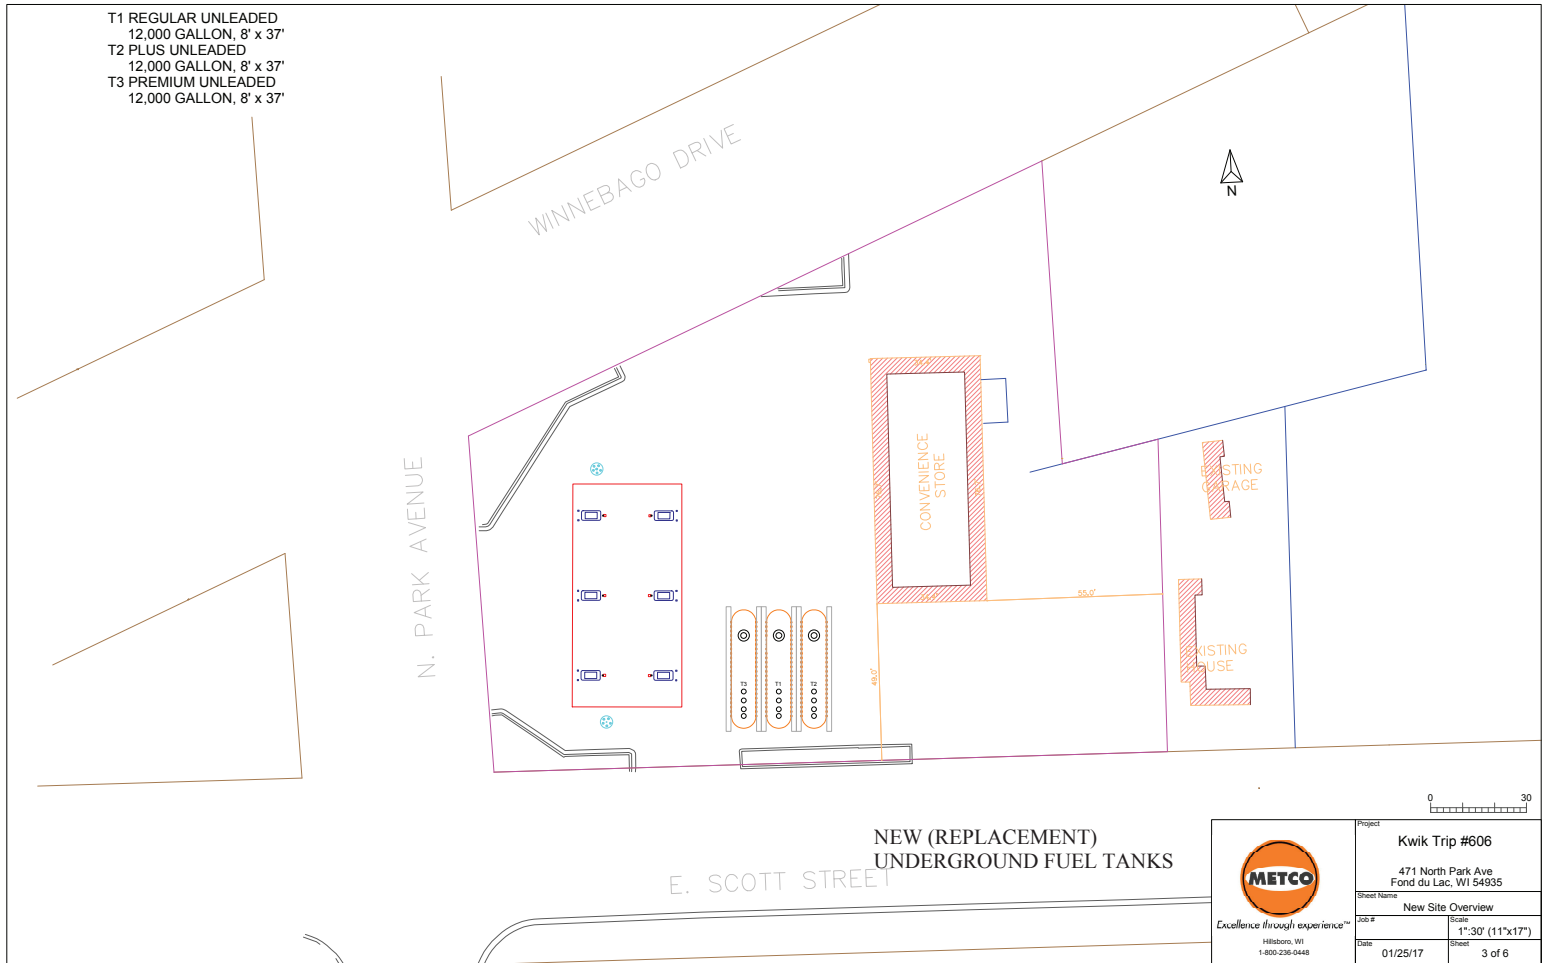 T1 REGULAR UNLEADED
12,000 GALLON, 8' x 37'
T2 PLUS UNLEADED
12,000 GALLON, 8' x 37'
T3 PREMIUM UNLEADED
12,000 GALLON, 8' x 37'
WINNEBAGO DRIVE
N
N. PARK AVENUE
CONVENIENCE
STORE
EXISTING
GARAGE
55.0'
EXISTING
49.0'
T3
T1
T2
0
30
NEW (REPLACEMENT)
UNDERGROUND FUEL TANKS
E. SCOTT STREET
METCO
Excellence through experience™
Hillsboro, WI
1-800-236-0448
Project
Kwik Trip #606
471 North Park Ave
Fond du Lac, WI 54935
Sheet Name
New Site Overview
Job #
Scale
1":30' (11"x17")
Date
01/25/17
Sheet
3 of 6